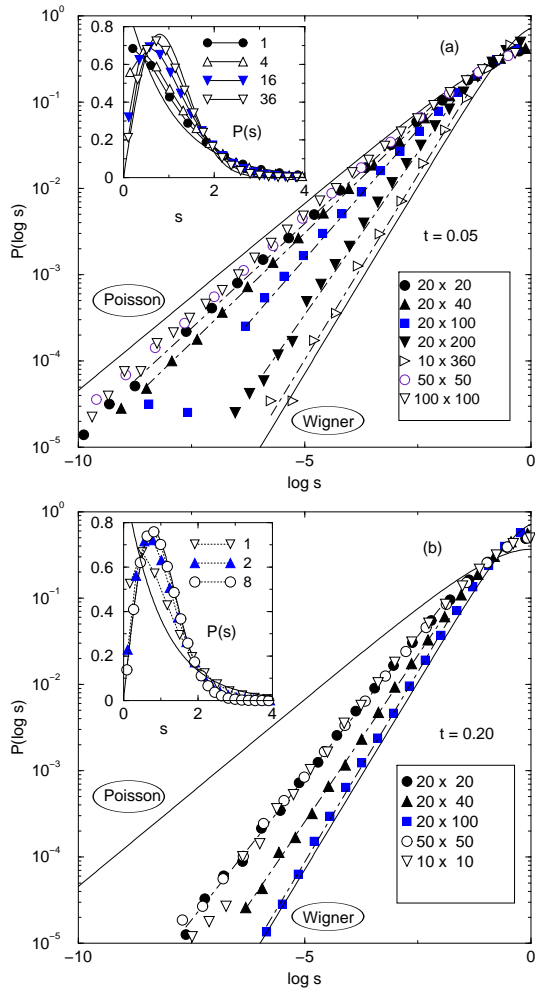 (a)
P(log s)
10^0
10^-1
10^-2
10^-3
10^-4
10^-5
0.8
0.6
0.4
0.2
0
0 2 4
s
P(s)
1
4
16
36
Poisson
Wigner
t = 0.05
20 x 20
20 x 40
20 x 100
20 x 200
10 x 360
50 x 50
100 x 100
-10 -5 0
log s
(b)
P(log s)
10^0
10^-1
10^-2
10^-3
10^-4
10^-5
0.8
0.6
0.4
0.2
0
0 2 4
s
P(s)
1
2
8
Poisson
Wigner
t = 0.20
20 x 20
20 x 40
20 x 100
50 x 50
10 x 10
-10 -5 0
log s